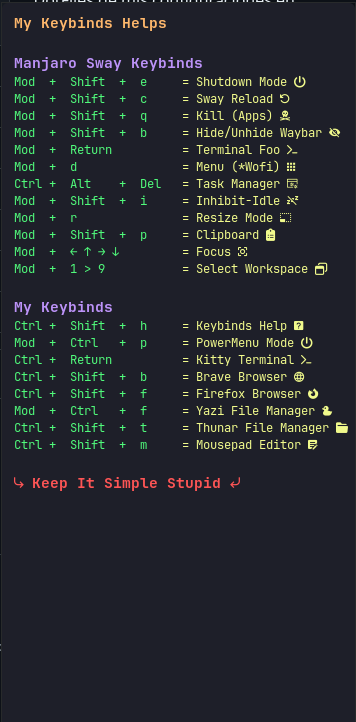 My Keybinds Helps
Manjaro Sway Keybinds
Mod + Shift + e = Shutdown Mode
Mod + Shift + c = Sway Reload
Mod + Shift + q = Kill (Apps)
Mod + Shift + b = Hide/Unhide Waybar
Mod + Return = Terminal Foo
Mod + d = Menu (*Wofi)
Ctrl + Alt + Del = Task Manager
Mod + Shift + i = Inhibit-Idle
Mod + r = Resize Mode
Mod + Shift + p = Clipboard
Mod + ← ↑ → ↓ = Focus
Mod + 1 > 9 = Select Workspace
My Keybinds
Ctrl + Shift + h = Keybinds Help
Mod + Ctrl + p = PowerMenu Mode
Ctrl + Return = Kitty Terminal
Ctrl + Shift + b = Brave Browser
Ctrl + Shift + f = Firefox Browser
Mod + Ctrl + f = Yazi File Manager
Ctrl + Shift + t = Thunar File Manager
Ctrl + Shift + m = Mousepad Editor
Keep It Simple Stupid